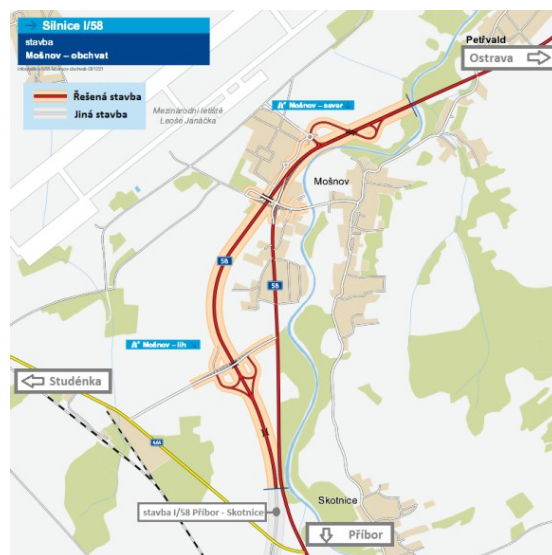 Silnice I/58
stavba
Mošnov – obchvat
Řešená stavba
Jiná stavba
Mezinárodní letiště
Leoše Janáčka
Petřvald
Ostrava
Mošnov – sever
Mošnov
58
58
Mošnov – jih
Studénka
464
stavba I/58 Příbor - Skotnice
Skotnice
Příbor